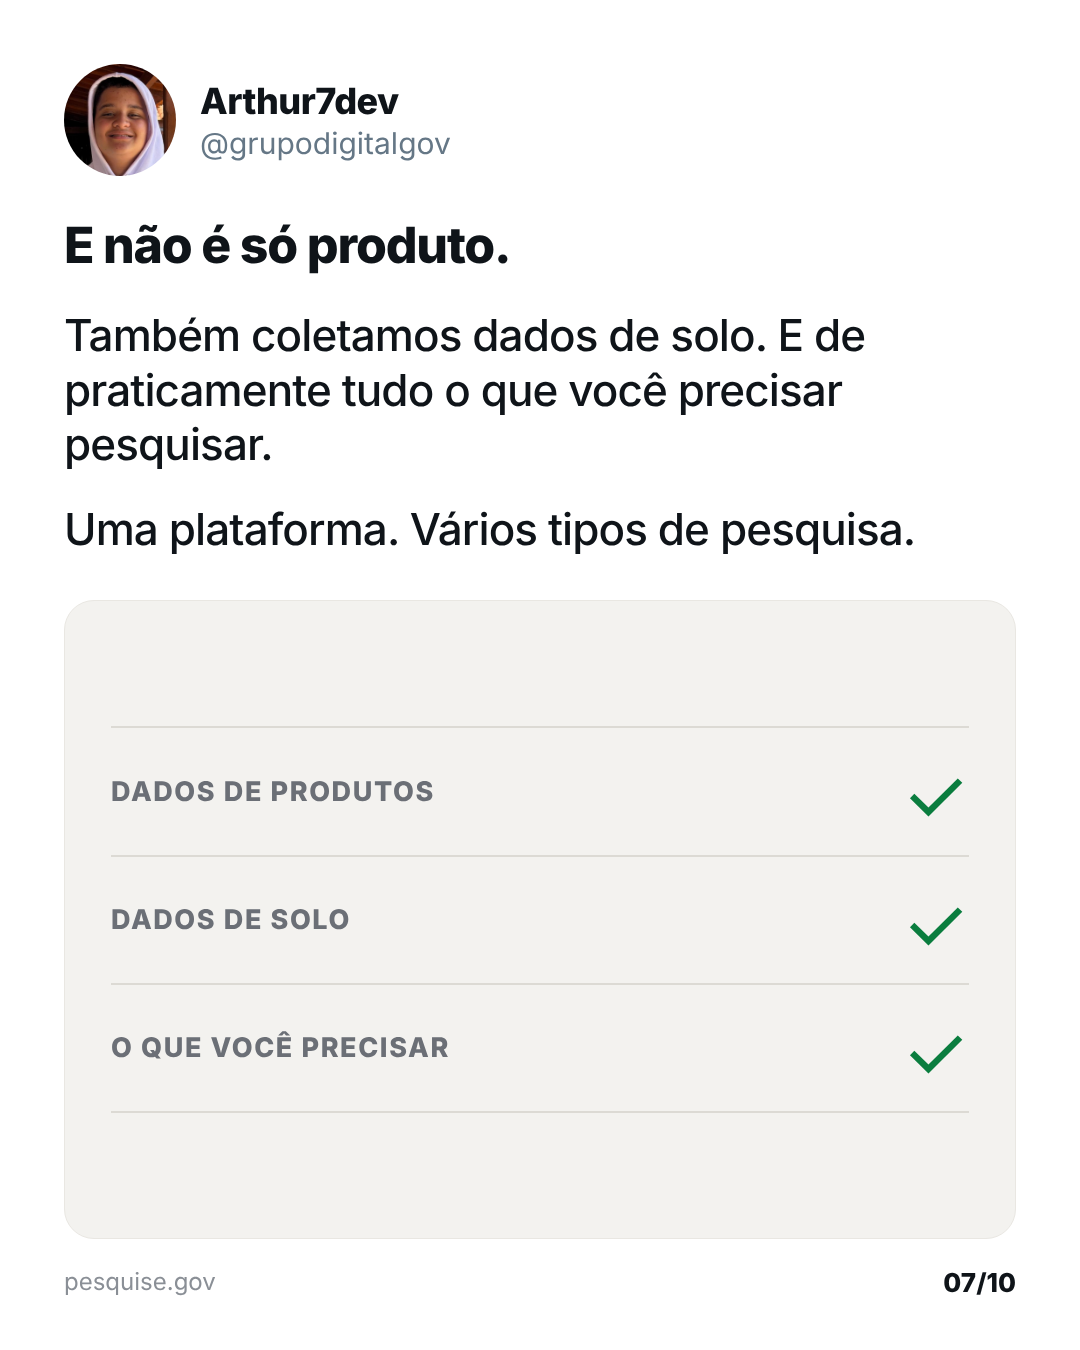 Arthur7dev
@grupodigitalgov
E não é só produto.
Também coletamos dados de solo. E de
praticamente tudo o que você precisar
pesquisar.
Uma plataforma. Vários tipos de pesquisa.
DADOS DE PRODUTOS
DADOS DE SOLO
O QUE VOCÊ PRECISAR
pesquise.gov
07/10